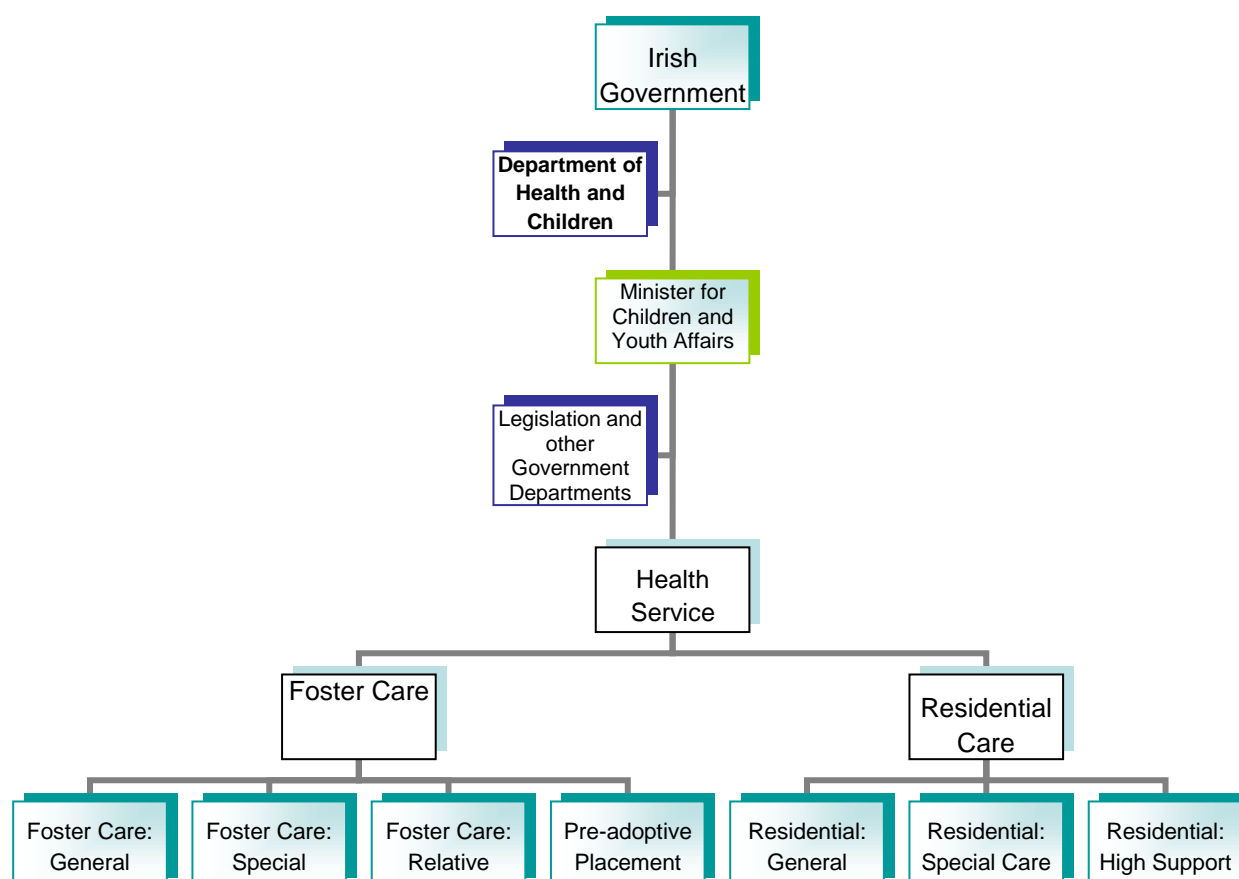 Irish
Government
Department of
Health and
Children
Minister for
Children and
Youth Affairs
Legislation and
other
Government
Departments
Health
Service
Foster Care
Residential
Care
Foster Care:
General
Foster Care:
Special
Foster Care:
Relative
Pre-adoptive
Placement
Residential:
General
Residential:
Special Care
Residential:
High Support